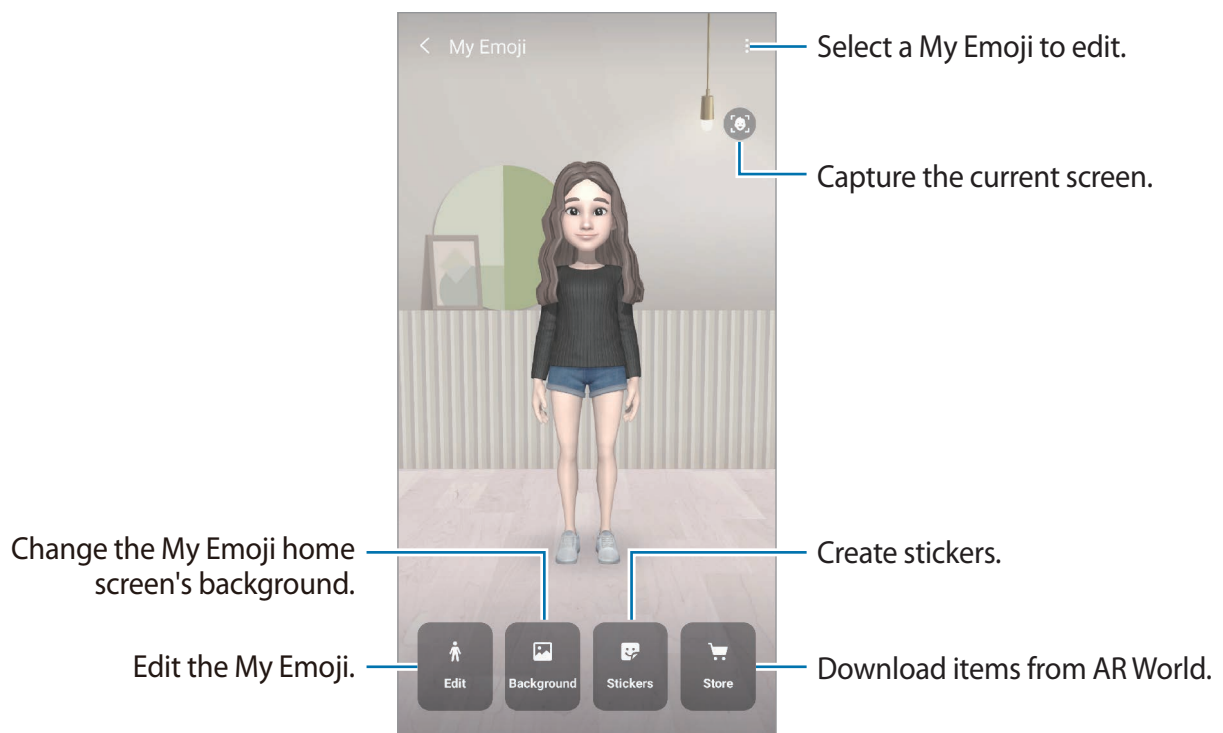 My Emoji
Select a My Emoji to edit.
Capture the current screen.
Change the My Emoji home
screen's background.
Create stickers.
Edit the My Emoji.
Edit
Background
Stickers
Store
Download items from AR World.